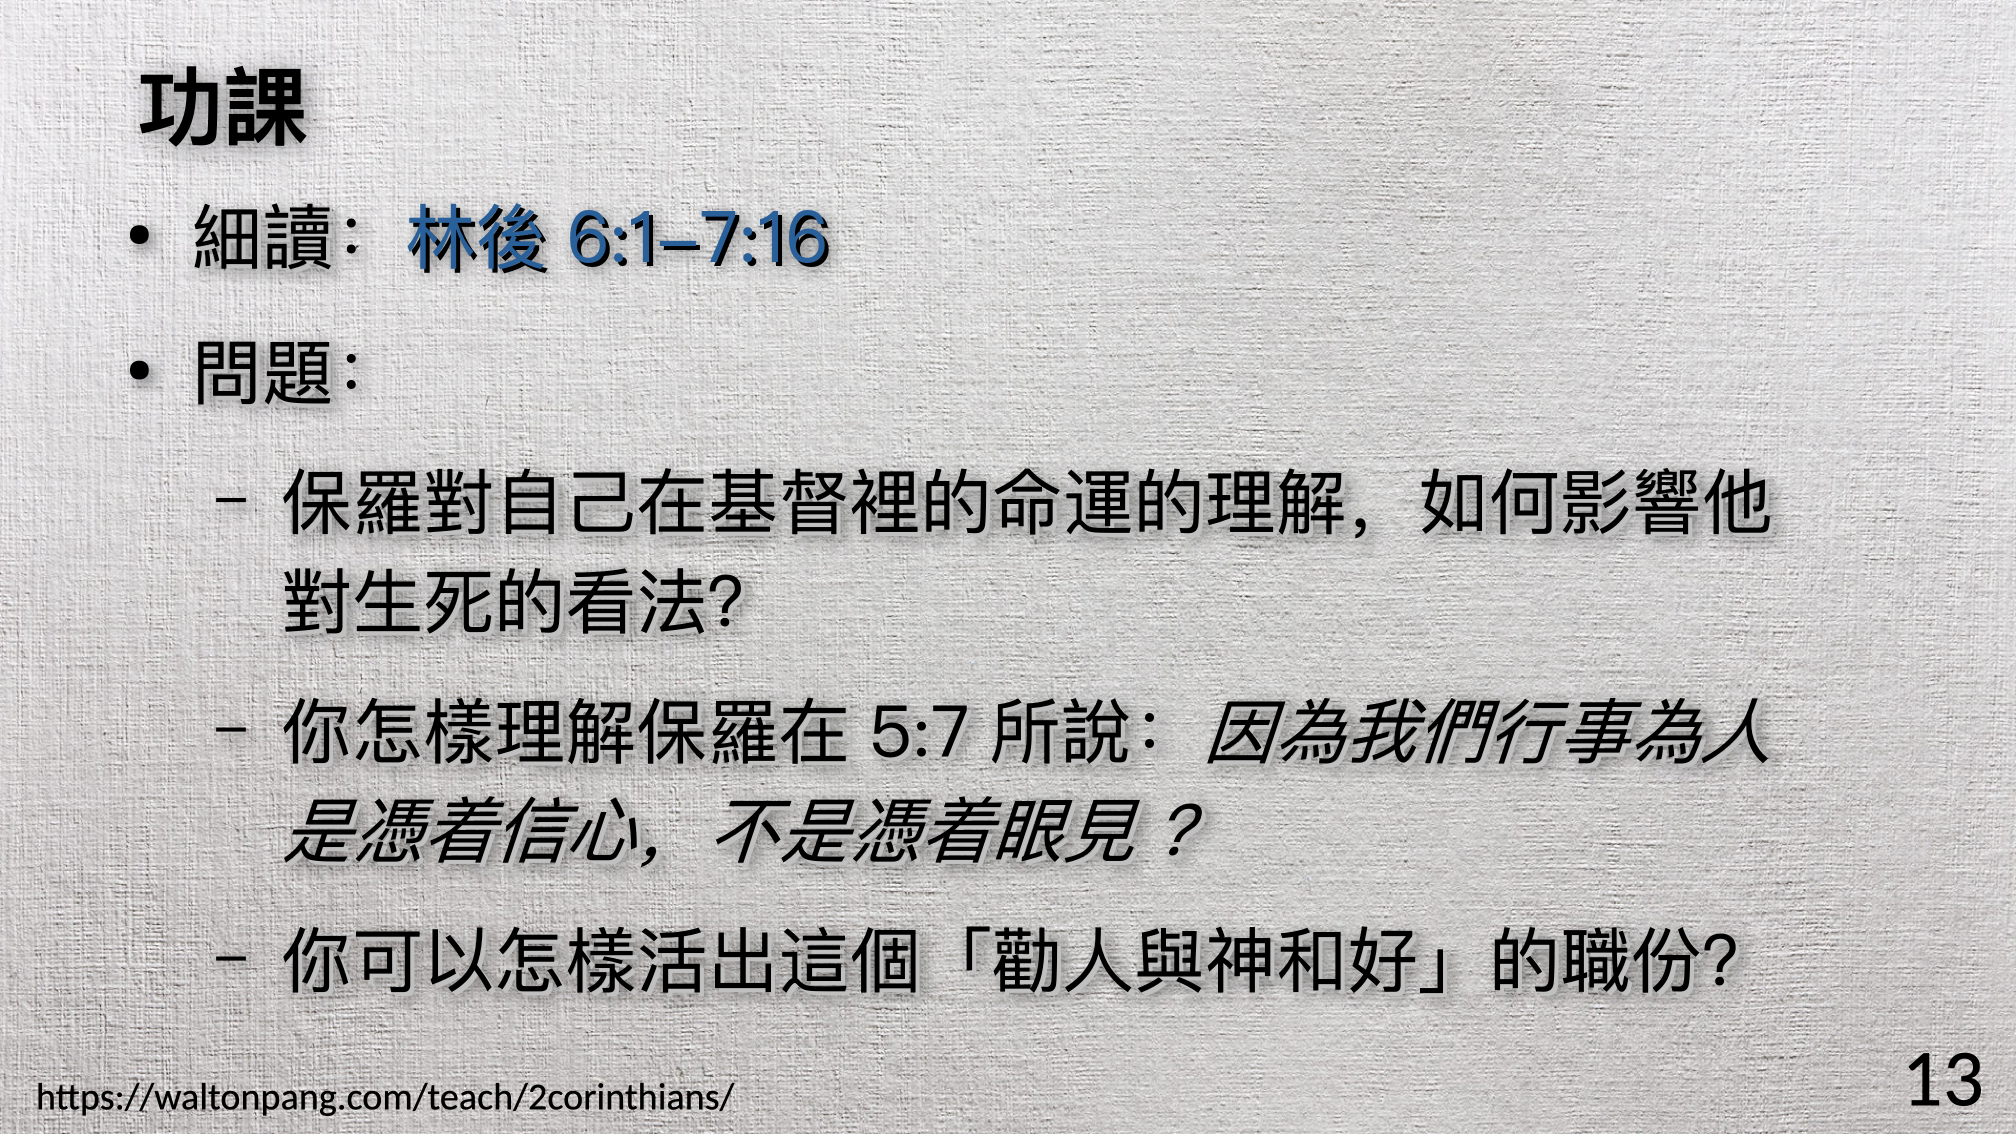 功課
• 細讀： 林後 6:1–7:16
• 問題：
– 保羅對自己在基督裡的命運的理解，如何影響他
對生死的看法?
– 你怎樣理解保羅在 5:7 所說： 因為我們行事為人
是憑着信心，不是憑着眼見？
– 你可以怎樣活出這個「勸人與神和好」的職份?
https://waltonpang.com/teach/2corinthians/
13